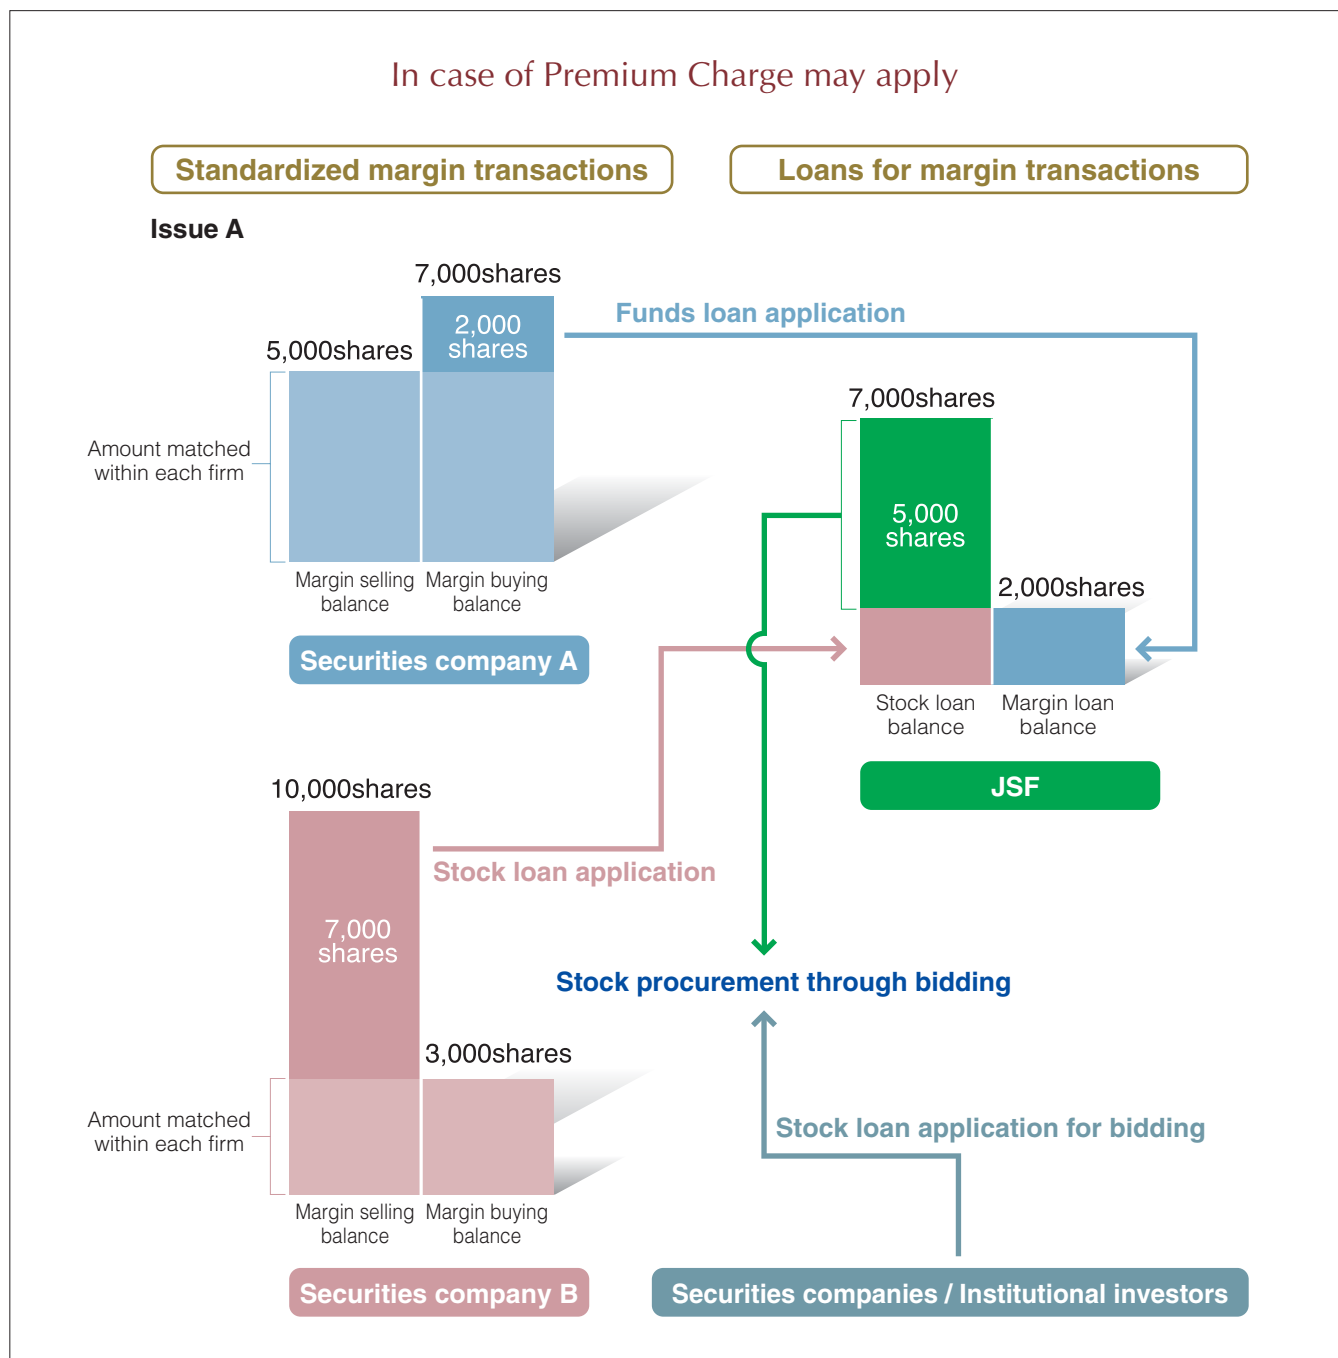 In case of Premium Charge may apply
Standardized margin transactions
Loans for margin transactions
Issue A
7,000shares
2,000
shares
5,000shares
Funds loan application
Amount matched
within each firm
Margin selling
balance
Margin buying
balance
Securities company A
7,000shares
5,000
shares
2,000shares
Stock loan
balance
Margin loan
balance
JSF
10,000shares
7,000
shares
Stock loan application
Stock procurement through bidding
3,000shares
Amount matched
within each firm
Stock loan application for bidding
Margin selling
balance
Margin buying
balance
Securities company B
Securities companies / Institutional investors